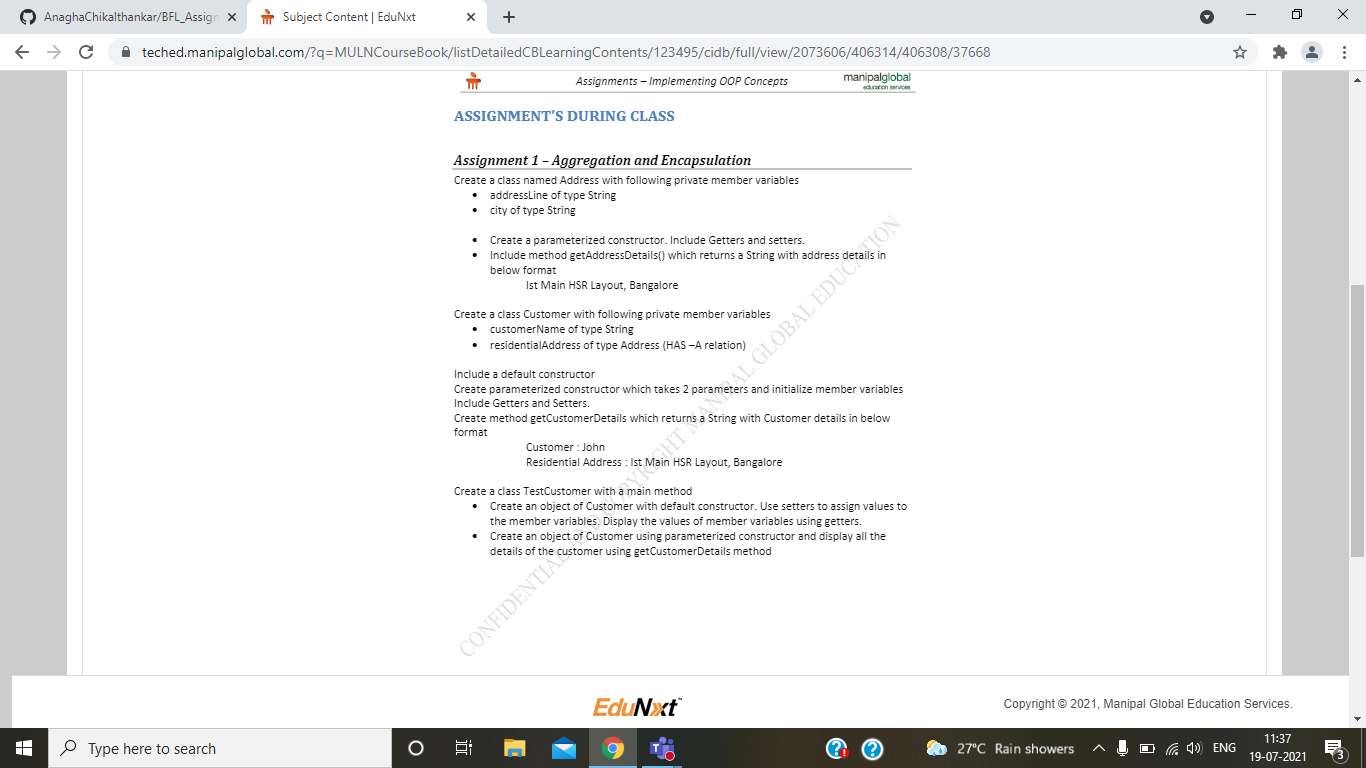 AnaghaChikalthankar/BFL_Assign
Subject Content | EduNxt
teched.manipalglobal.com/?q=MULNCourseBook/listDetailedCBLearningContents/123495/cidb/full/view/2073606/406314/406308/37668
Assignments – Implementing OOP Concepts
manipalglobal
education services
ASSIGNMENT'S DURING CLASS
Assignment 1 – Aggregation and Encapsulation
Create a class named Address with following private member variables
• addressLine of type String
• city of type String
• Create a parameterized constructor. Include Getters and setters.
• Include method getAddressDetails() which returns a String with address details in
below format
Ist Main HSR Layout, Bangalore
Create a class Customer with following private member variables
• customerName of type String
• residentialAddress of type Address (HAS –A relation)
Include a default constructor
Create parameterized constructor which takes 2 parameters and initialize member variables
Include Getters and Setters.
Create method getCustomerDetails which returns a String with Customer details in below
format
Customer : John
Residential Address : Ist Main HSR Layout, Bangalore
Create a class TestCustomer with a main method
• Create an object of Customer with default constructor. Use setters to assign values to
the member variables. Display the values of member variables using getters.
• Create an object of Customer using parameterized constructor and display all the
details of the customer using getCustomerDetails method
CONFIDENTIAL AND COPYRIGHT MANIPAL GLOBAL EDUCATION
EduNxt™
Copyright © 2021, Manipal Global Education Services.
Type here to search
27°C Rain showers
ENG
11:37
19-07-2021
3